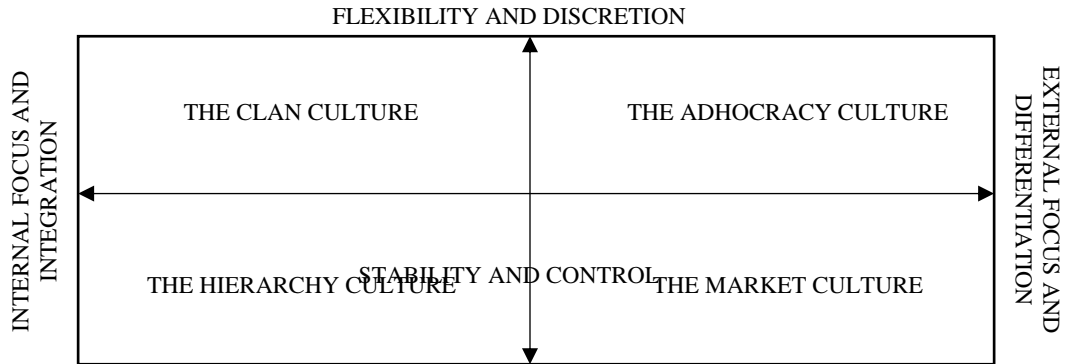 FLEXIBILITY AND DISCRETION
INTERNAL FOCUS AND
INTEGRATION
THE CLAN CULTURE
THE ADHOCRACY CULTURE
EXTERNAL FOCUS AND
DIFFERENTIATION
THE HIERARCHY CULTURE
STABILITY AND CONTROL
THE MARKET CULTURE